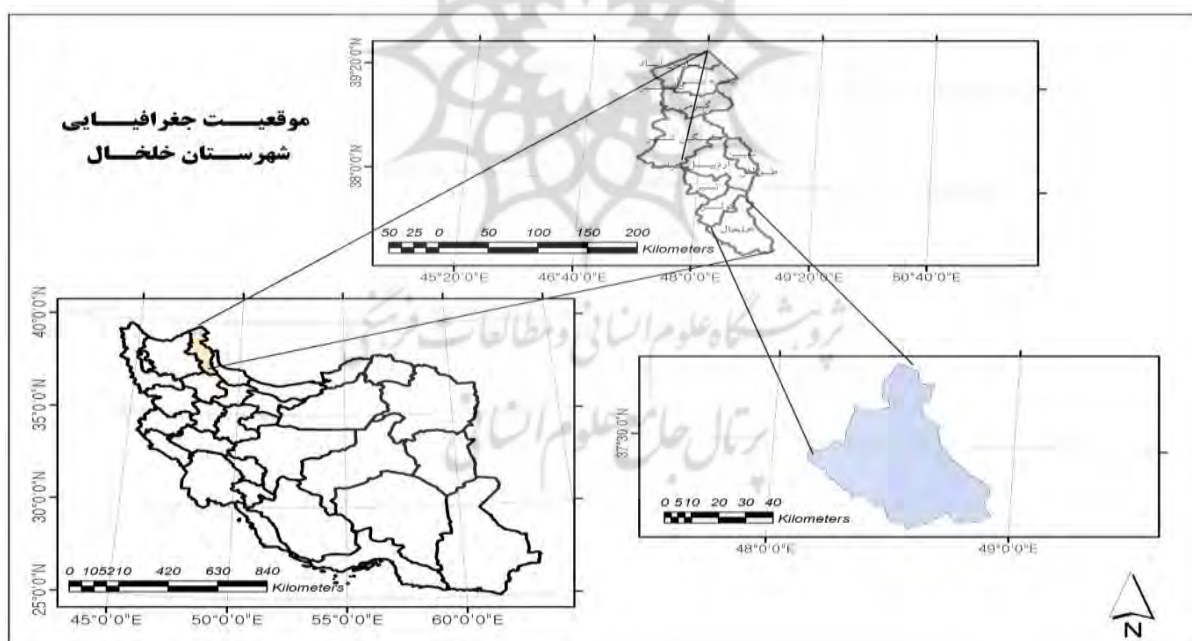 موقعیت جغرافیایی
شهرستان خلخال
39°20'0"N
38°0'0"N
خلخال
50 25 0 50 100 150 200
Kilometers
45°20'0"E 46°40'0"E 48°0'0"E 49°20'0"E 50°40'0"E
پژوهشگاه علوم انسانی و مطالعات فرهنگی
پرتال جامع علوم انسانی
40°0'0"N
35°0'0"N
30°0'0"N
25°0'0"N
0 105210 420 630 840
Kilometers
45°0'0"E 50°0'0"E 55°0'0"E 60°0'0"E
37°30'0"N
0 5 10 20 30 40
Kilometers
48°0'0"E 49°0'0"E
N